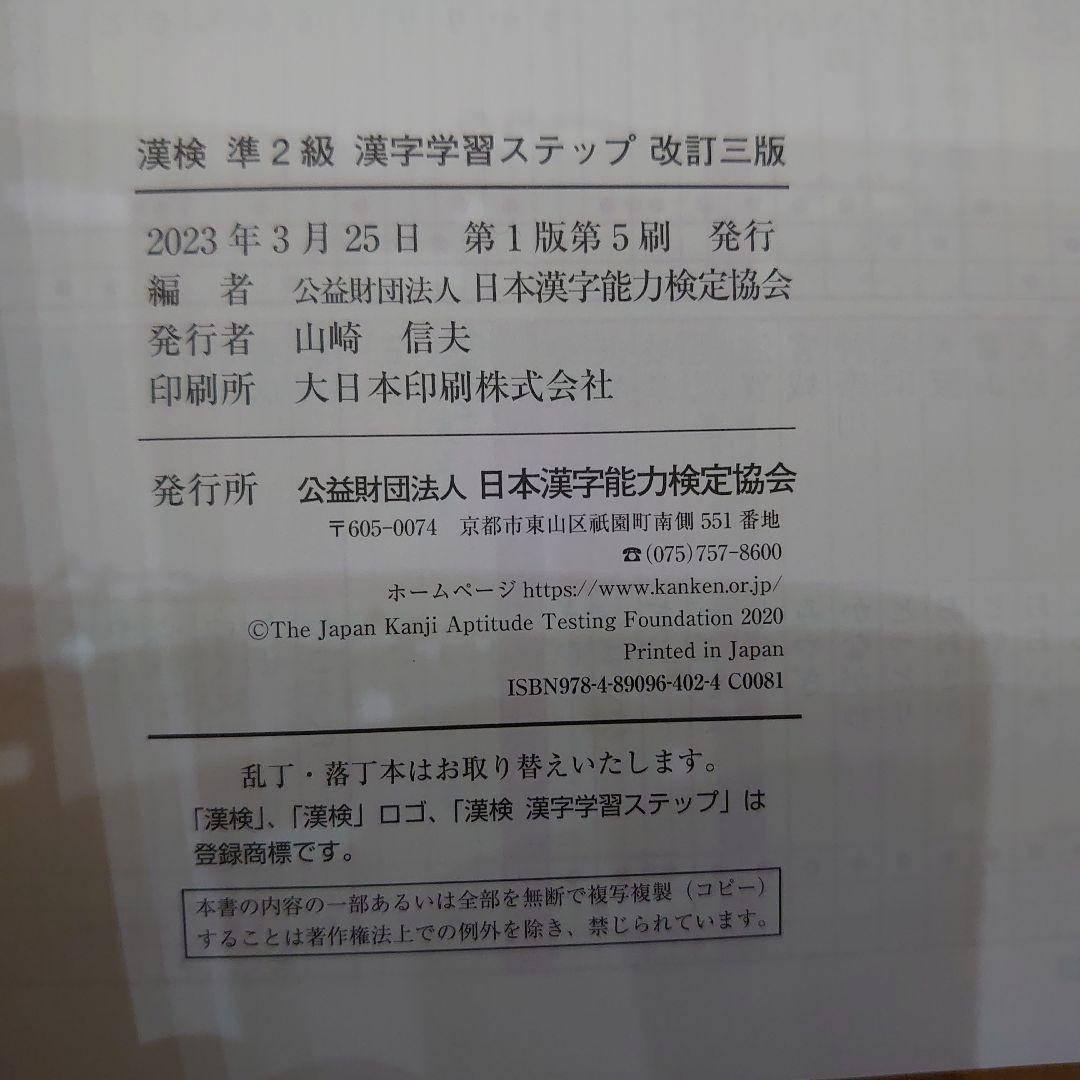 漢検 準2級 漢字学習ステップ 改訂三版
2023年3月25日 第1版第5刷 発行
編 者 公益財団法人 日本漢字能力検定協会
発行者 山崎 信夫
印刷所 大日本印刷株式会社
発行所 公益財団法人 日本漢字能力検定協会
〒605-0074 京都市東山区祇園町南側551番地
☎(075)757-8600
ホームページ https://www.kanken.or.jp/
©The Japan Kanji Aptitude Testing Foundation 2020
Printed in Japan
ISBN978-4-89096-402-4 C0081
乱丁・落丁本はお取り替えいたします。
「漢検」、「漢検」ロゴ、「漢検 漢字学習ステップ」は
登録商標です。
本書の内容の一部あるいは全部を無断で複写複製（コピー）
することは著作権法上での例外を除き、禁じられています。